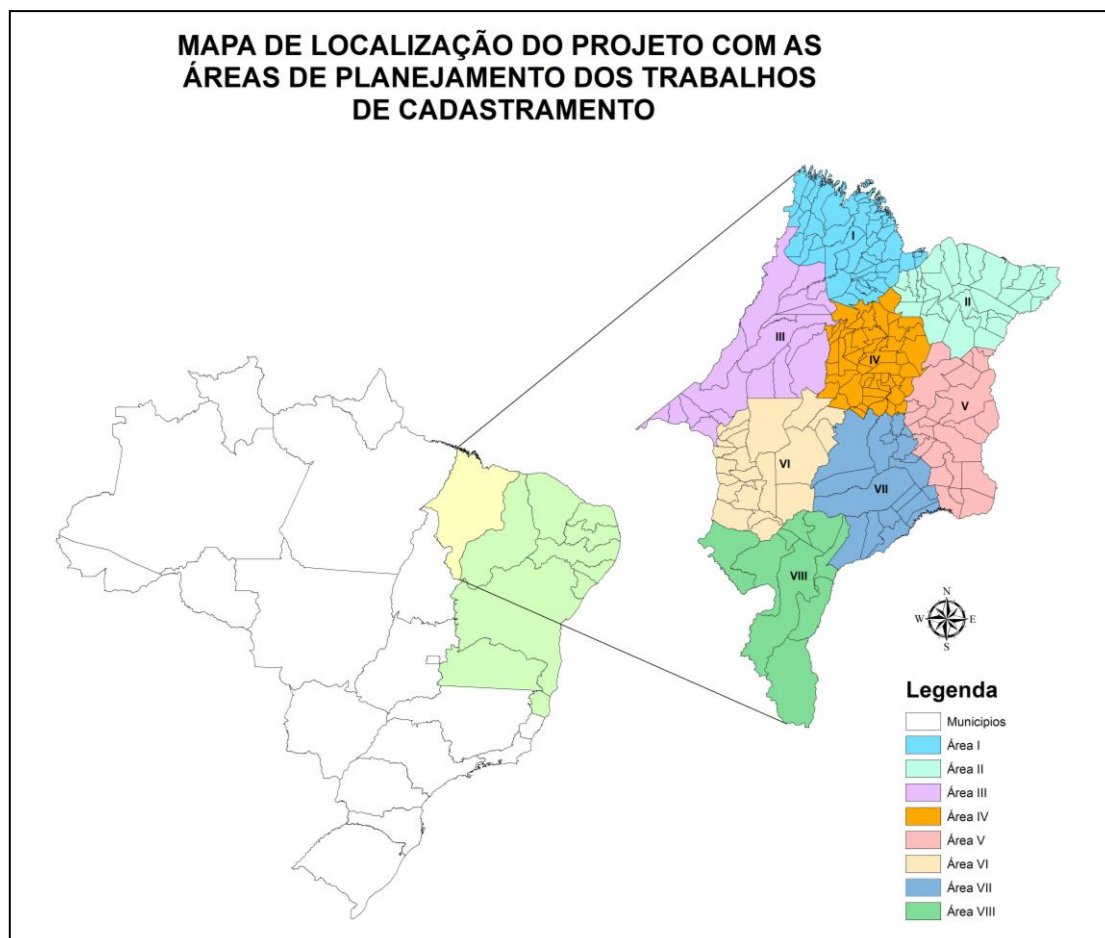 MAPA DE LOCALIZAÇÃO DO PROJETO COM AS
ÁREAS DE PLANEJAMENTO DOS TRABALHOS
DE CADASTRAMENTO
I
II
III
IV
V
VI
VII
VIII
N
W
E
S
Legenda
Municipios
Área I
Área II
Área III
Área IV
Área V
Área VI
Área VII
Área VIII